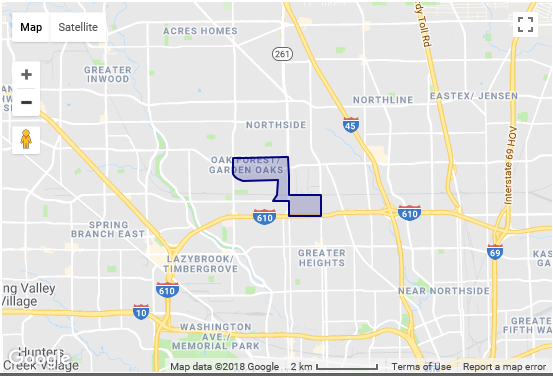 Map
Satellite
ACRES HOMES
dy Toll Rd
261
GREATER
INWOOD
NORTHLINE
EASTEX/ JENSEN
45
NORTHSIDE
Interstate 69 HOV
OAK FOREST/
GARDEN OAKS
610
610
SPRING
BRANCH EAST
69
LAZYBROOK/
TIMBERGROVE
GREATER
HEIGHTS
KAS
GA
ng Valley
Village
610
NEAR NORTHSIDE
10
WASHINGTON
AVE./
MEMORIAL PARK
GREATE
FIFTH WA
Hunters
Creek Village
Google
Map data ©2018 Google
2 km
Terms of Use
Report a map error